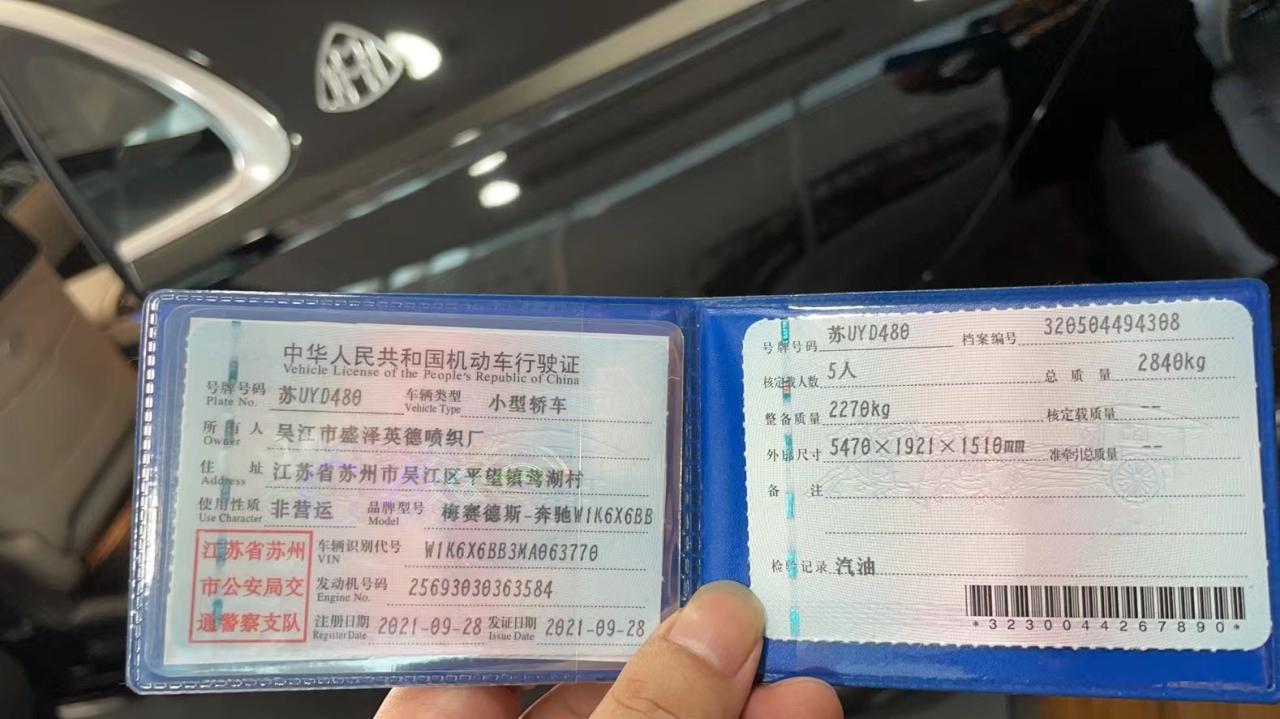 中华人民共和国机动车行驶证
Vehicle License of the People's Republic of China
号牌号码 苏UYD480 车辆类型 小型轿车
Plate No. Vehicle Type
所有人 吴江市盛泽英德喷织厂
Owner
住址 江苏省苏州市吴江区平望镇莺湖村
Address
使用性质 非营运 品牌型号 梅赛德斯-奔驰W1K6X6BB
Use Character Model
江苏省苏州
市公安局交
通警察支队
车辆识别代号 W1K6X6BB3MA063770
VIN
发动机号码 25693030363584
Engine No.
注册日期 2021-09-28 发证日期 2021-09-28
Register Date Issue Date
号牌号码 苏UYD480 档案编号 320504494308
核定载人数 5人 总质量 2840kg
整备质量 2270kg 核定载质量 --
外廓尺寸 5470×1921×1510mm 准牵引总质量 --
备注
检验记录 汽油
*3230044267890*